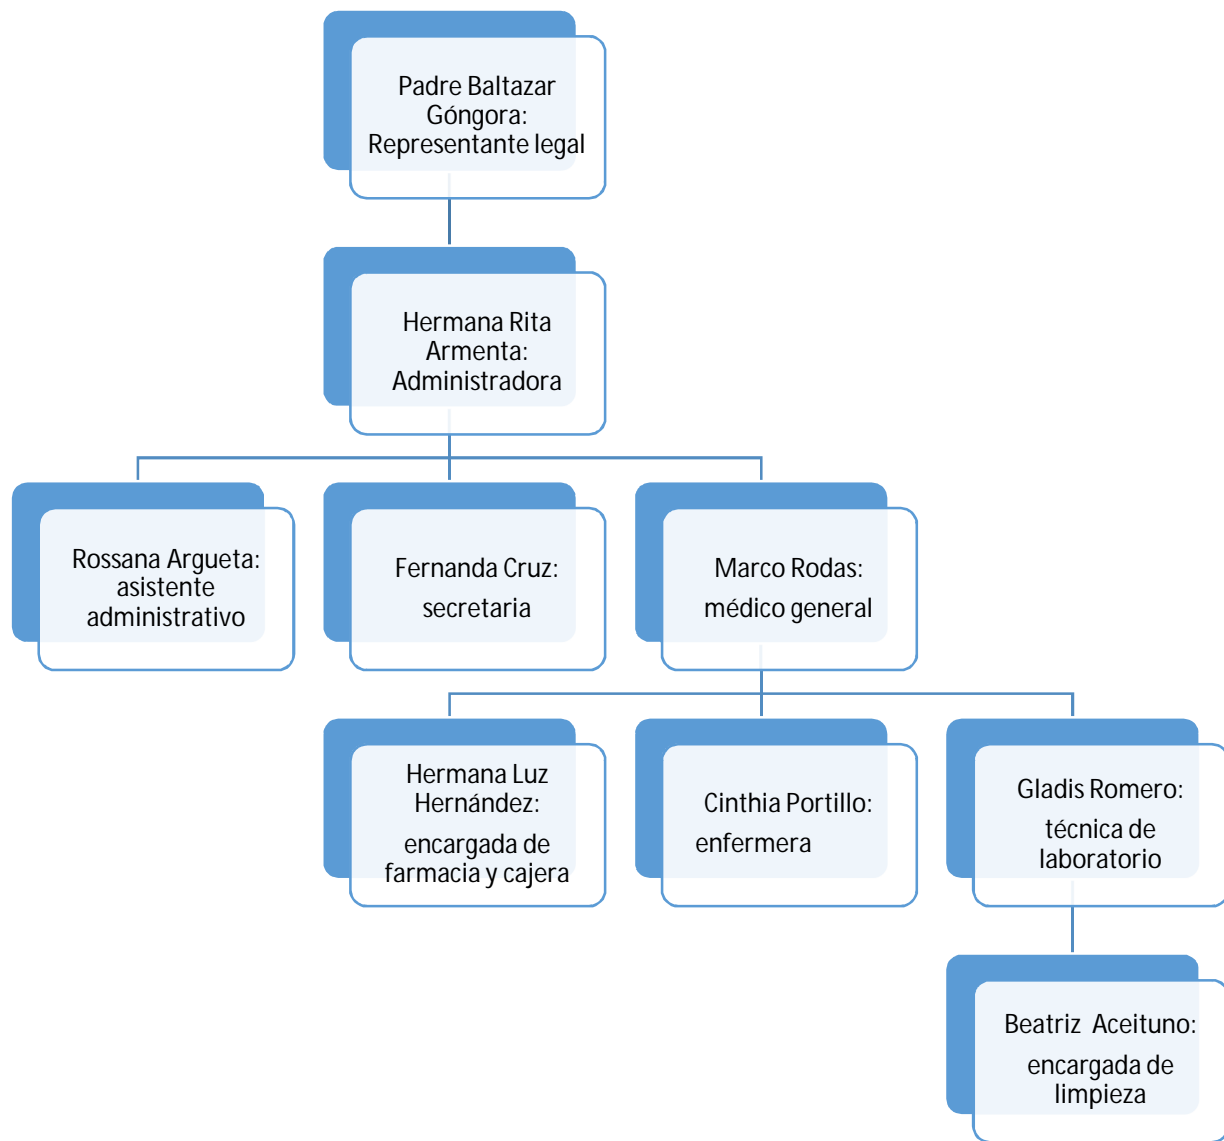 Padre Baltazar
Góngora:
Representante legal
Hermana Rita
Armenta:
Administradora
Rossana Argueta:
asistente
administrativo
Fernanda Cruz:
secretaria
Marco Rodas:
médico general
Hermana Luz
Hernández:
encargada de
farmacia y cajera
Cinthia Portillo:
enfermera
Gladis Romero:
técnica de
laboratorio
Beatriz Aceituno:
encargada de
limpieza